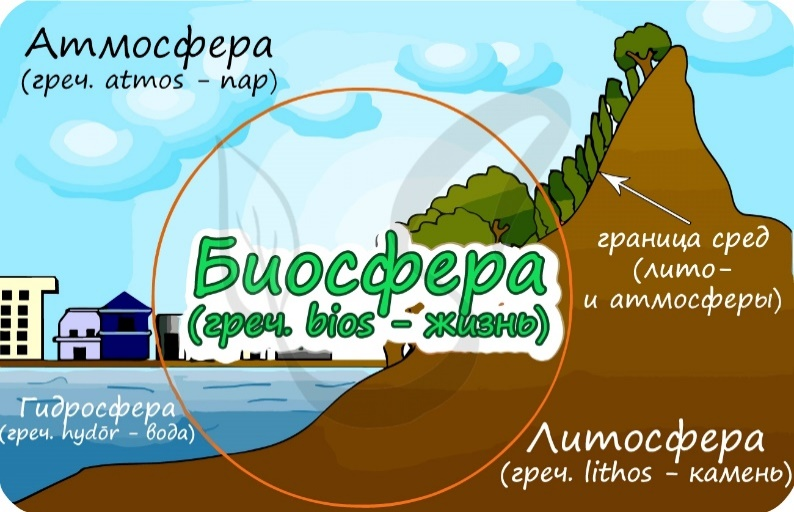 Атмосфера
(греч. atmos - пар)
Биосфера
(греч. bios - жизнь)
граница сред
(лито-
и атмосферы)
Гидросфера
(греч. hydōr - вода)
Литосфера
(греч. lithos - камень)